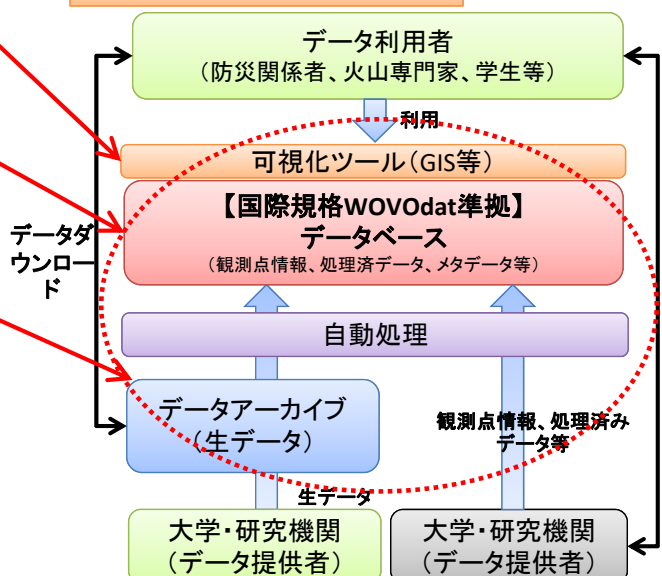 データ利用者
（防災関係者、火山専門家、学生等）
利用
可視化ツール（GIS等）
【国際規格WOVOdat準拠】
データベース
（観測点情報、処理済データ、メタデータ等）
データダ
ウンロー
ド
自動処理
データアーカイブ
（生データ）
観測点情報、処理済み
データ等
生データ
大学・研究機関
（データ提供者）
大学・研究機関
（データ提供者）